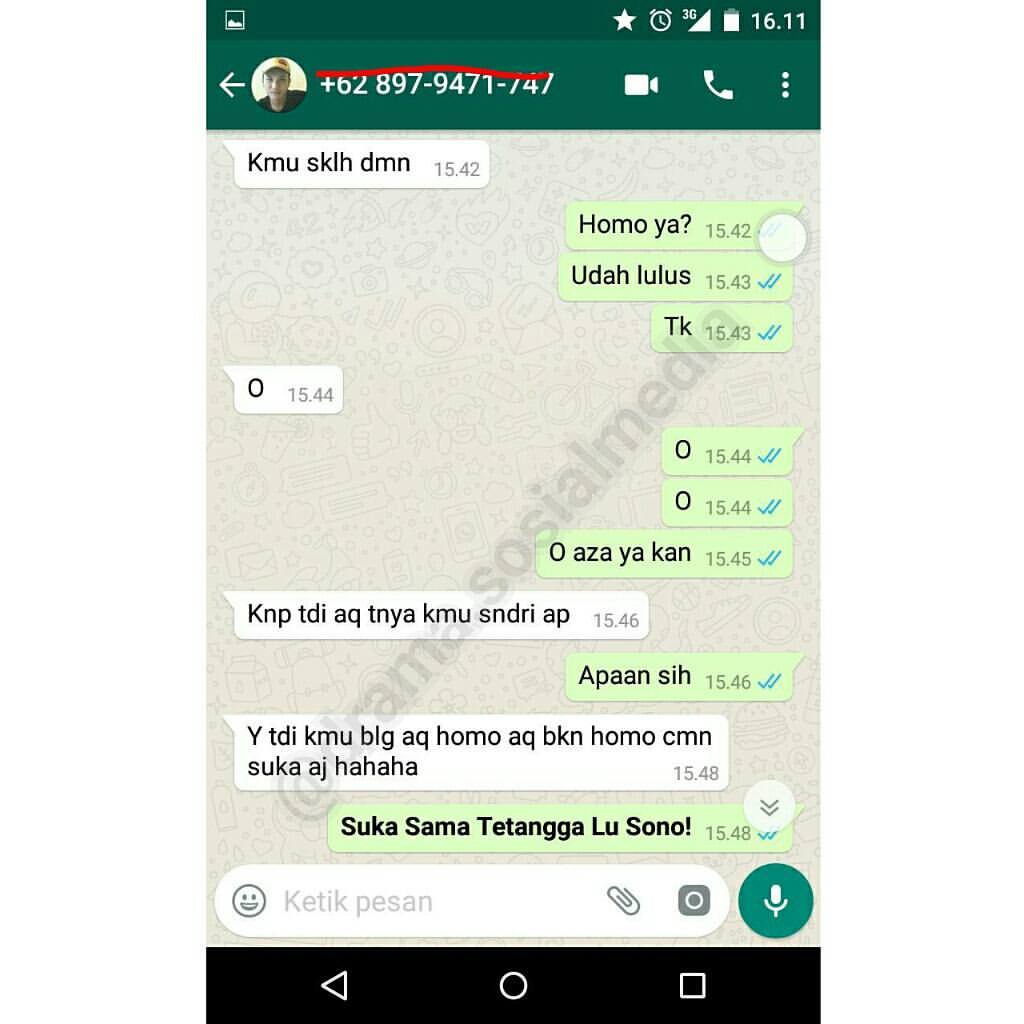 3G 16.11
+62 897-9471-747
Kmu sklh dmn 15.42
Homo ya? 15.42
Udah lulus 15.43
Tk 15.43
O 15.44
O 15.44
O 15.44
O aza ya kan 15.45
Knp tdi aq tnya kmu sndri ap 15.46
Apaan sih 15.46
Y tdi kmu blg aq homo aq bkn homo cmn
suka aj hahaha 15.48
Suka Sama Tetangga Lu Sono! 15.48
Ketik pesan
@drama.sosialmedia